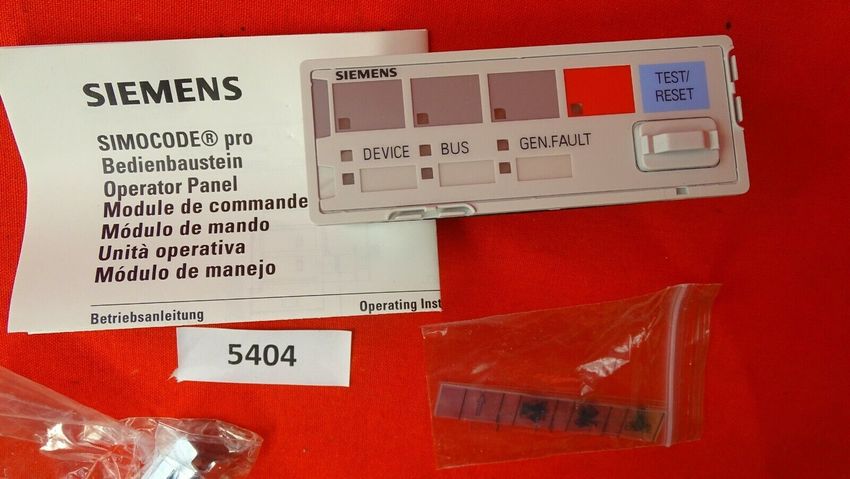 SIEMENS
SIMOCODE® pro
Bedienbaustein
Operator Panel
Module de commande
Módulo de mando
Unità operativa
Módulo de manejo
Betriebsanleitung
Operating Inst
SIEMENS
TEST/
RESET
DEVICE BUS GEN.FAULT
5404